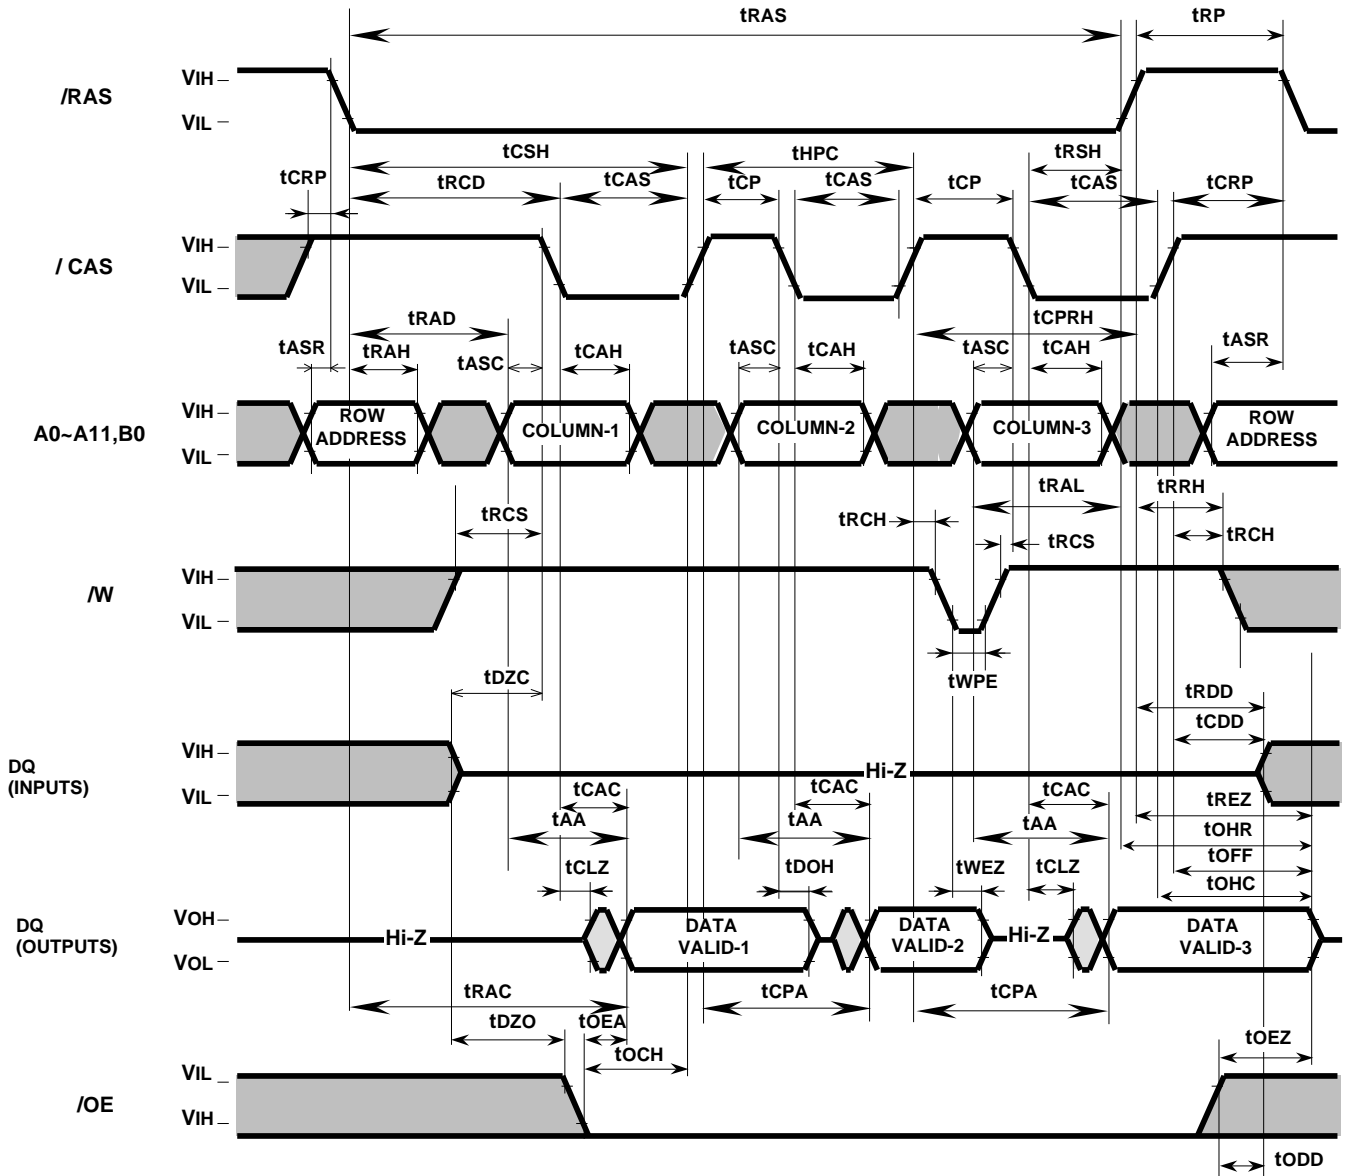 tRAS
tRP
/RAS
VIH
VIL
tCSH
tHPC
tRSH
tCRP
tRCD
tCAS
tCP
tCAS
tCP
tCAS
tCRP
/ CAS
VIH
VIL
tRAD
tCPRH
tASR
tRAH
tASC
tCAH
tASC
tCAH
tASC
tCAH
tASR
A0~A11,B0
VIH
VIL
ROW
ADDRESS
COLUMN-1
COLUMN-2
COLUMN-3
ROW
ADDRESS
tRAL
tRRH
tRCS
tRCH
tRCS
tRCH
/W
VIH
VIL
tWPE
tDZC
tRDD
tCDD
DQ
(INPUTS)
VIH
VIL
Hi-Z
tCAC
tCAC
tCAC
tREZ
tAA
tAA
tAA
tOHR
tCLZ
tDOH
tWEZ
tCLZ
tOFF
tOHC
DQ
(OUTPUTS)
VOH
VOL
Hi-Z
DATA
VALID-1
DATA
VALID-2
Hi-Z
DATA
VALID-3
tRAC
tCPA
tCPA
tDZO
tOEA
tOCH
tOEZ
/OE
VIL
VIH
tODD